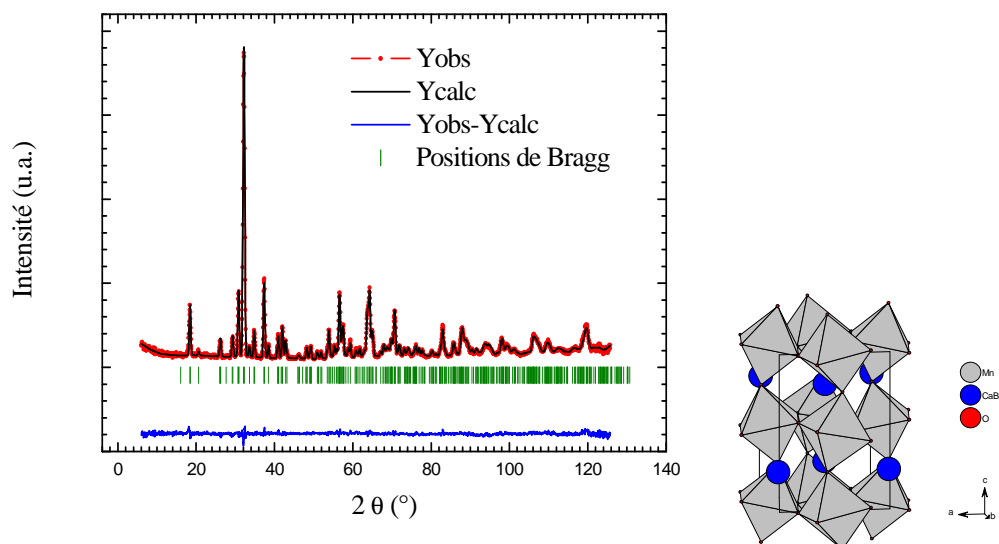 Yobs
Ycalc
Yobs-Ycalc
Positions de Bragg
Intensité (u.a.)
0 20 40 60 80 100 120 140
2 θ (°)
Mn
CaB
O
c
a
b